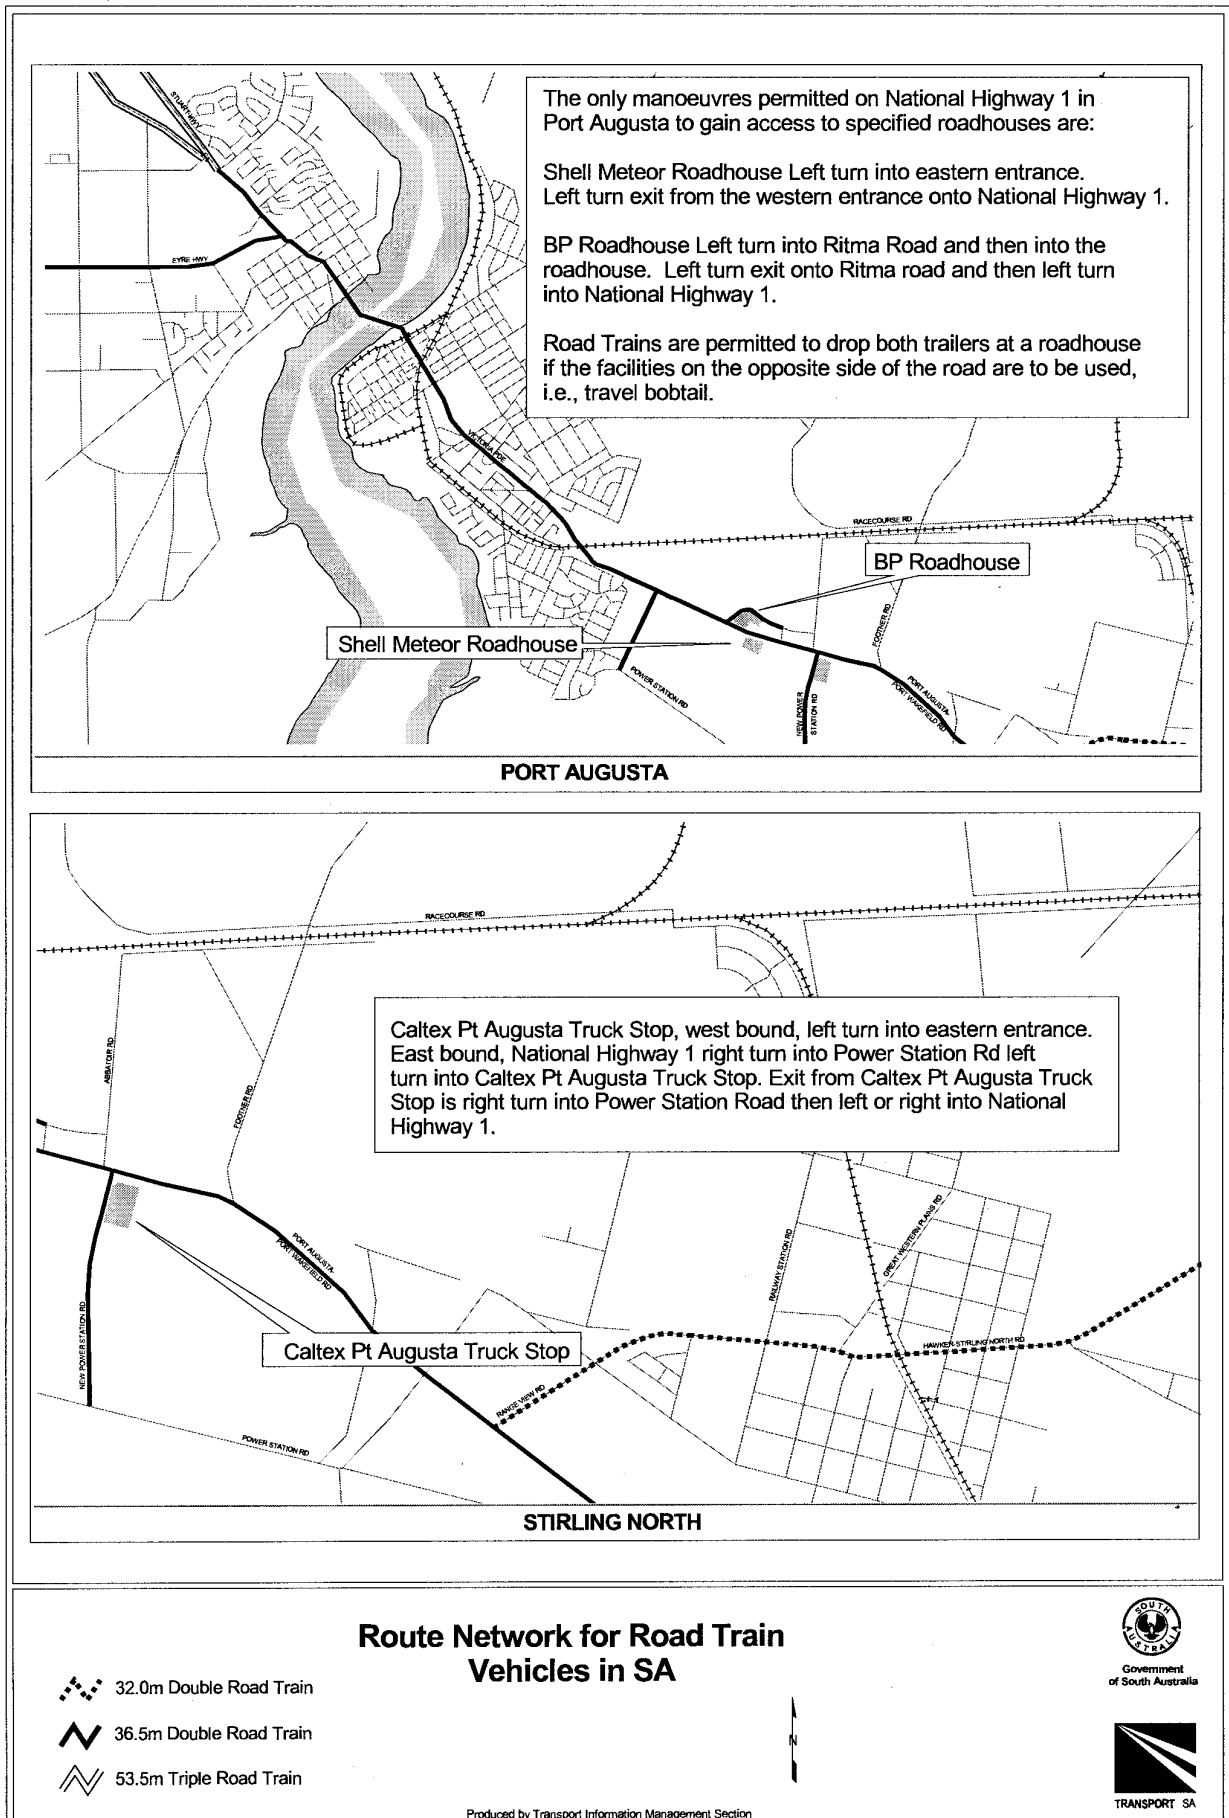 STUART HWY
EYRE HWY
The only manoeuvres permitted on National Highway 1 in
Port Augusta to gain access to specified roadhouses are:
Shell Meteor Roadhouse Left turn into eastern entrance.
Left turn exit from the western entrance onto National Highway 1.
BP Roadhouse Left turn into Ritma Road and then into the
roadhouse. Left turn exit onto Ritma road and then left turn
into National Highway 1.
Road Trains are permitted to drop both trailers at a roadhouse
if the facilities on the opposite side of the road are to be used,
i.e., travel bobtail.
VICTORIA PDE
RACECOURSE RD
BP Roadhouse
FOOTNER RD
Shell Meteor Roadhouse
POWER STATION RD
NEW POWER
STATION RD
PORT AUGUSTA-
PORT WAKEFIELD RD
PORT AUGUSTA
RACECOURSE RD
ABBATOIR RD
FOOTNER RD
Caltex Pt Augusta Truck Stop, west bound, left turn into eastern entrance.
East bound, National Highway 1 right turn into Power Station Rd left
turn into Caltex Pt Augusta Truck Stop. Exit from Caltex Pt Augusta Truck
Stop is right turn into Power Station Road then left or right into National
Highway 1.
PORT AUGUSTA-
PORT WAKEFIELD RD
RAILWAY STATION RD
GREAT WESTERN PLAINS RD
NEW POWER STATION RD
Caltex Pt Augusta Truck Stop
HAWKER-STIRLING NORTH RD
RANGE VIEW RD
POWER STATION RD
STIRLING NORTH
Route Network for Road Train
Vehicles in SA
32.0m Double Road Train
36.5m Double Road Train
53.5m Triple Road Train
N
SOUTH
AUSTRALIA
Government
of South Australia
TRANSPORT SA
Produced by Transport Information Management Section